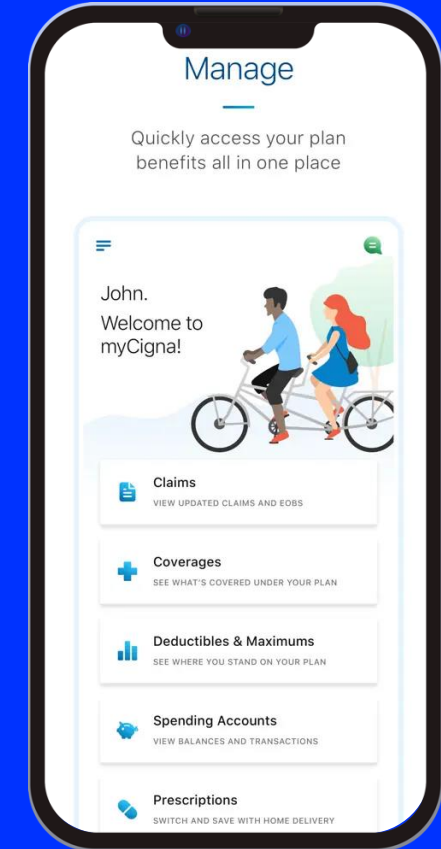 Manage
Quickly access your plan
benefits all in one place
John.
Welcome to
myCigna!
Claims
VIEW UPDATED CLAIMS AND EOBS
Coverages
SEE WHAT'S COVERED UNDER YOUR PLAN
Deductibles & Maximums
SEE WHERE YOU STAND ON YOUR PLAN
Spending Accounts
VIEW BALANCES AND TRANSACTIONS
Prescriptions
SWITCH AND SAVE WITH HOME DELIVERY